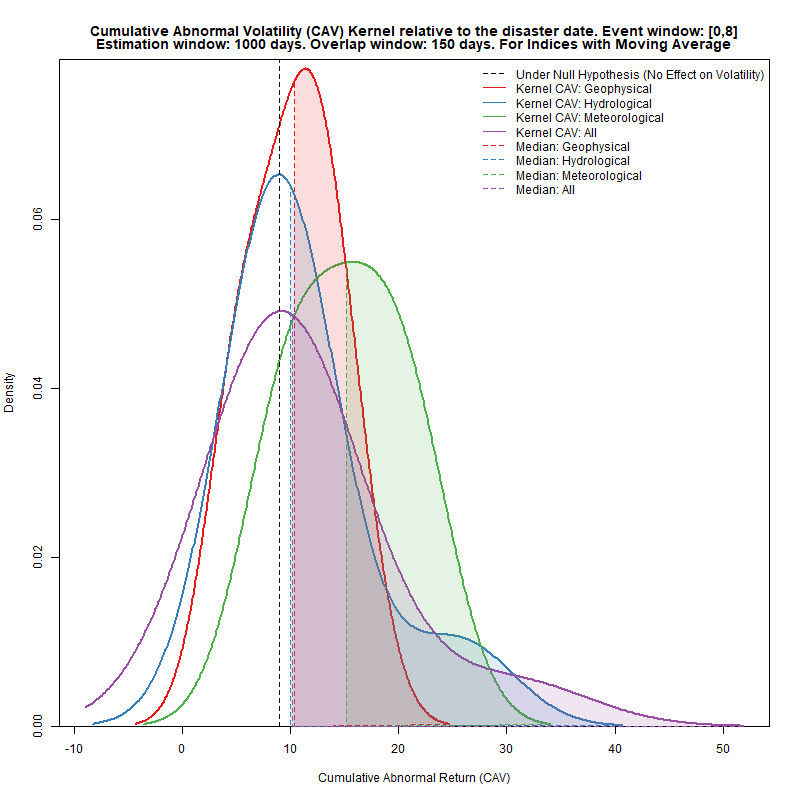 Cumulative Abnormal Volatility (CAV) Kernel relative to the disaster date. Event window: [0,8]
Estimation window: 1000 days. Overlap window: 150 days. For Indices with Moving Average
Under Null Hypothesis (No Effect on Volatility)
Kernel CAV: Geophysical
Kernel CAV: Hydrological
Kernel CAV: Meteorological
Kernel CAV: All
Median: Geophysical
Median: Hydrological
Median: Meteorological
Median: All
Density
0.06
0.04
0.02
0.00
-10
0
10
20
30
40
50
Cumulative Abnormal Return (CAV)